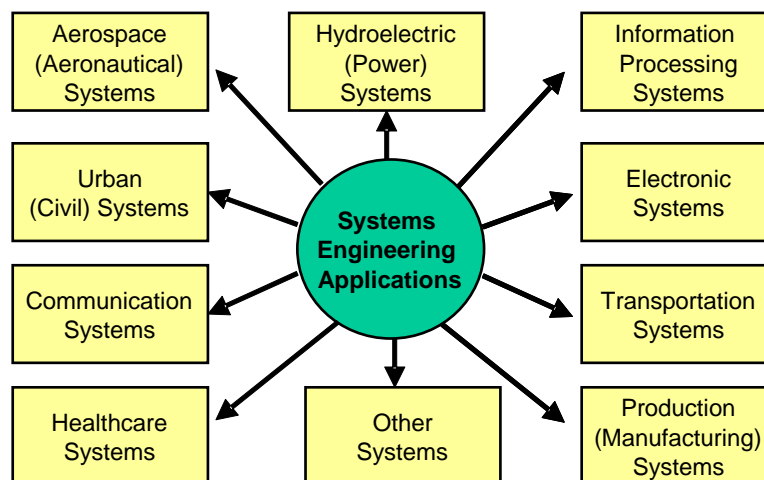 Aerospace
(Aeronautical)
Systems
Hydroelectric
(Power)
Systems
Information
Processing
Systems
Urban
(Civil) Systems
Electronic
Systems
Systems
Engineering
Applications
Communication
Systems
Transportation
Systems
Healthcare
Systems
Other
Systems
Production
(Manufacturing)
Systems